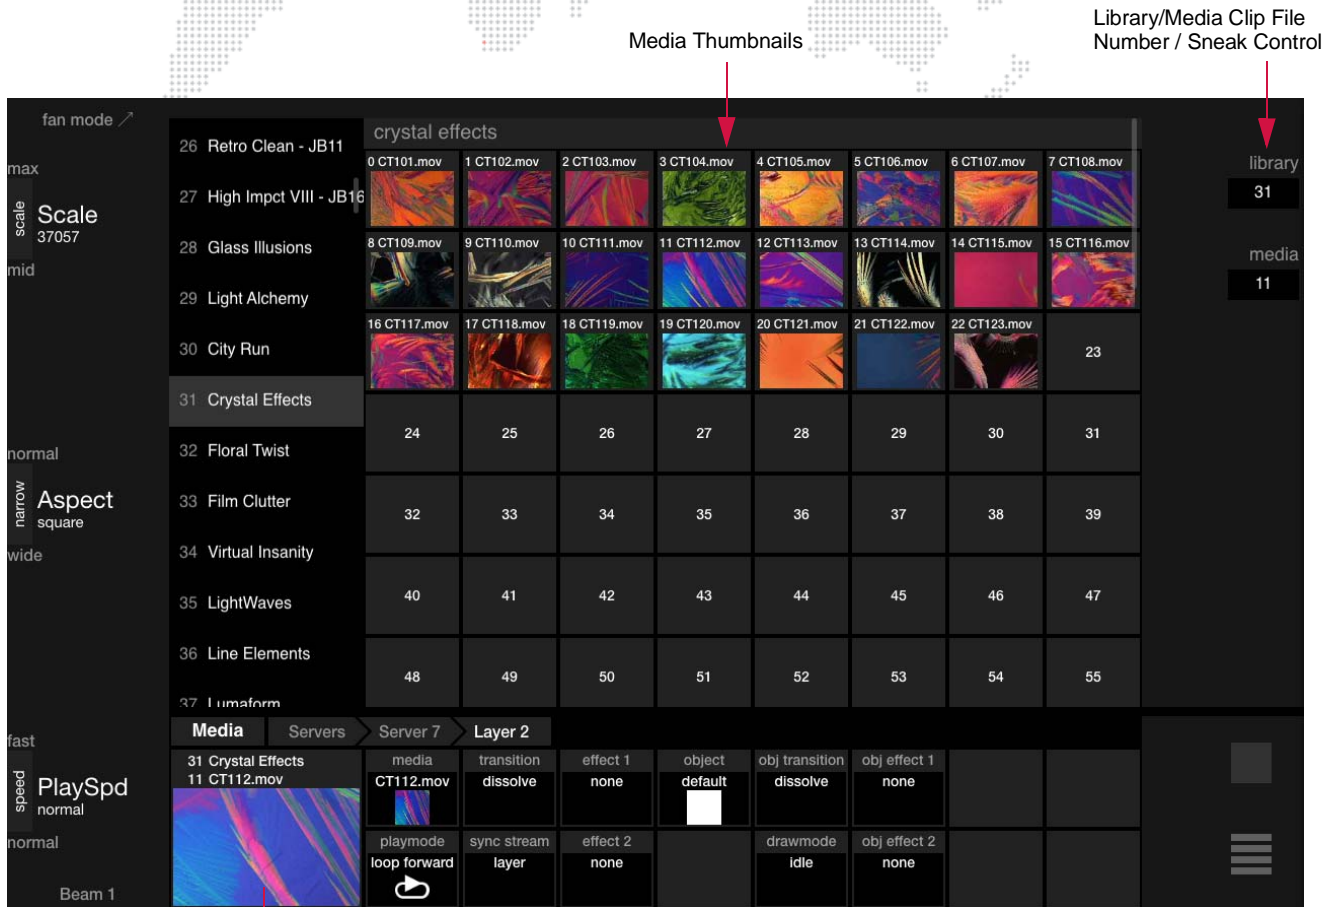 Library/Media Clip File
Number / Sneak Control
Media Thumbnails
fan mode
max
scale
Scale
37057
mid
normal
narrow
Aspect
square
wide
fast
speed
PlaySpd
normal
normal
Beam 1
26 Retro Clean - JB11
27 High Impct VIII - JB16
28 Glass Illusions
29 Light Alchemy
30 City Run
31 Crystal Effects
32 Floral Twist
33 Film Clutter
34 Virtual Insanity
35 LightWaves
36 Line Elements
37 Lumaform
crystal effects
0 CT101.mov 1 CT102.mov 2 CT103.mov 3 CT104.mov 4 CT105.mov 5 CT106.mov 6 CT107.mov 7 CT108.mov
8 CT109.mov 9 CT110.mov 10 CT111.mov 11 CT112.mov 12 CT113.mov 13 CT114.mov 14 CT115.mov 15 CT116.mov
16 CT117.mov 17 CT118.mov 18 CT119.mov 19 CT120.mov 20 CT121.mov 21 CT122.mov 22 CT123.mov 23
24 25 26 27 28 29 30 31
32 33 34 35 36 37 38 39
40 41 42 43 44 45 46 47
48 49 50 51 52 53 54 55
library
31
media
11
Media Servers Server 7 Layer 2
31 Crystal Effects
11 CT112.mov
media transition effect 1 object obj transition obj effect 1
CT112.mov dissolve none default dissolve none
playmode sync stream effect 2 drawmode obj effect 2
loop forward layer none idle none